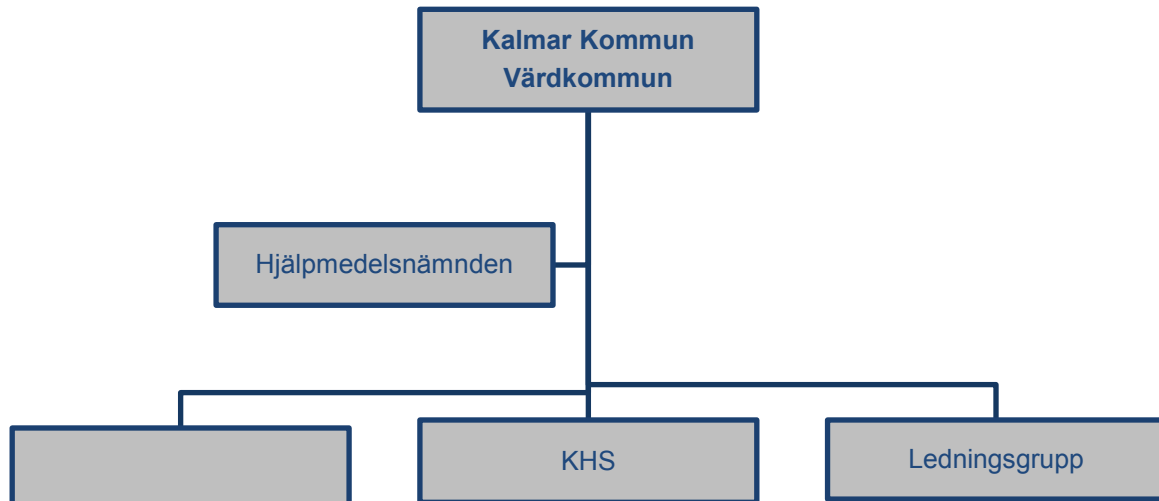 Kalmar Kommun
Värdkommun
Hjälpmedelsnämnden
KHS
Ledningsgrupp